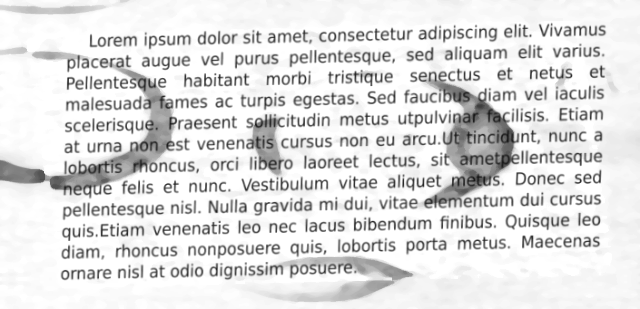 Lorem ipsum dolor sit amet, consectetur adipiscing elit. Vivamus
placerat augue vel purus pellentesque, sed aliquam elit varius.
Pellentesque habitant morbi tristique senectus et netus et
malesuada fames ac turpis egestas. Sed faucibus diam vel iaculis
scelerisque. Praesent sollicitudin metus utpulvinar facilisis. Etiam
at urna non est venenatis cursus non eu arcu.Ut tincidunt, nunc a
lobortis rhoncus, orci libero laoreet lectus, sit ametpellentesque
neque felis et nunc. Vestibulum vitae aliquet metus. Donec sed
pellentesque nisl. Nulla gravida mi dui, vitae elementum dui cursus
quis.Etiam venenatis leo nec lacus bibendum finibus. Quisque leo
diam, rhoncus nonposuere quis, lobortis porta metus. Maecenas
ornare nisl at odio dignissim posuere.